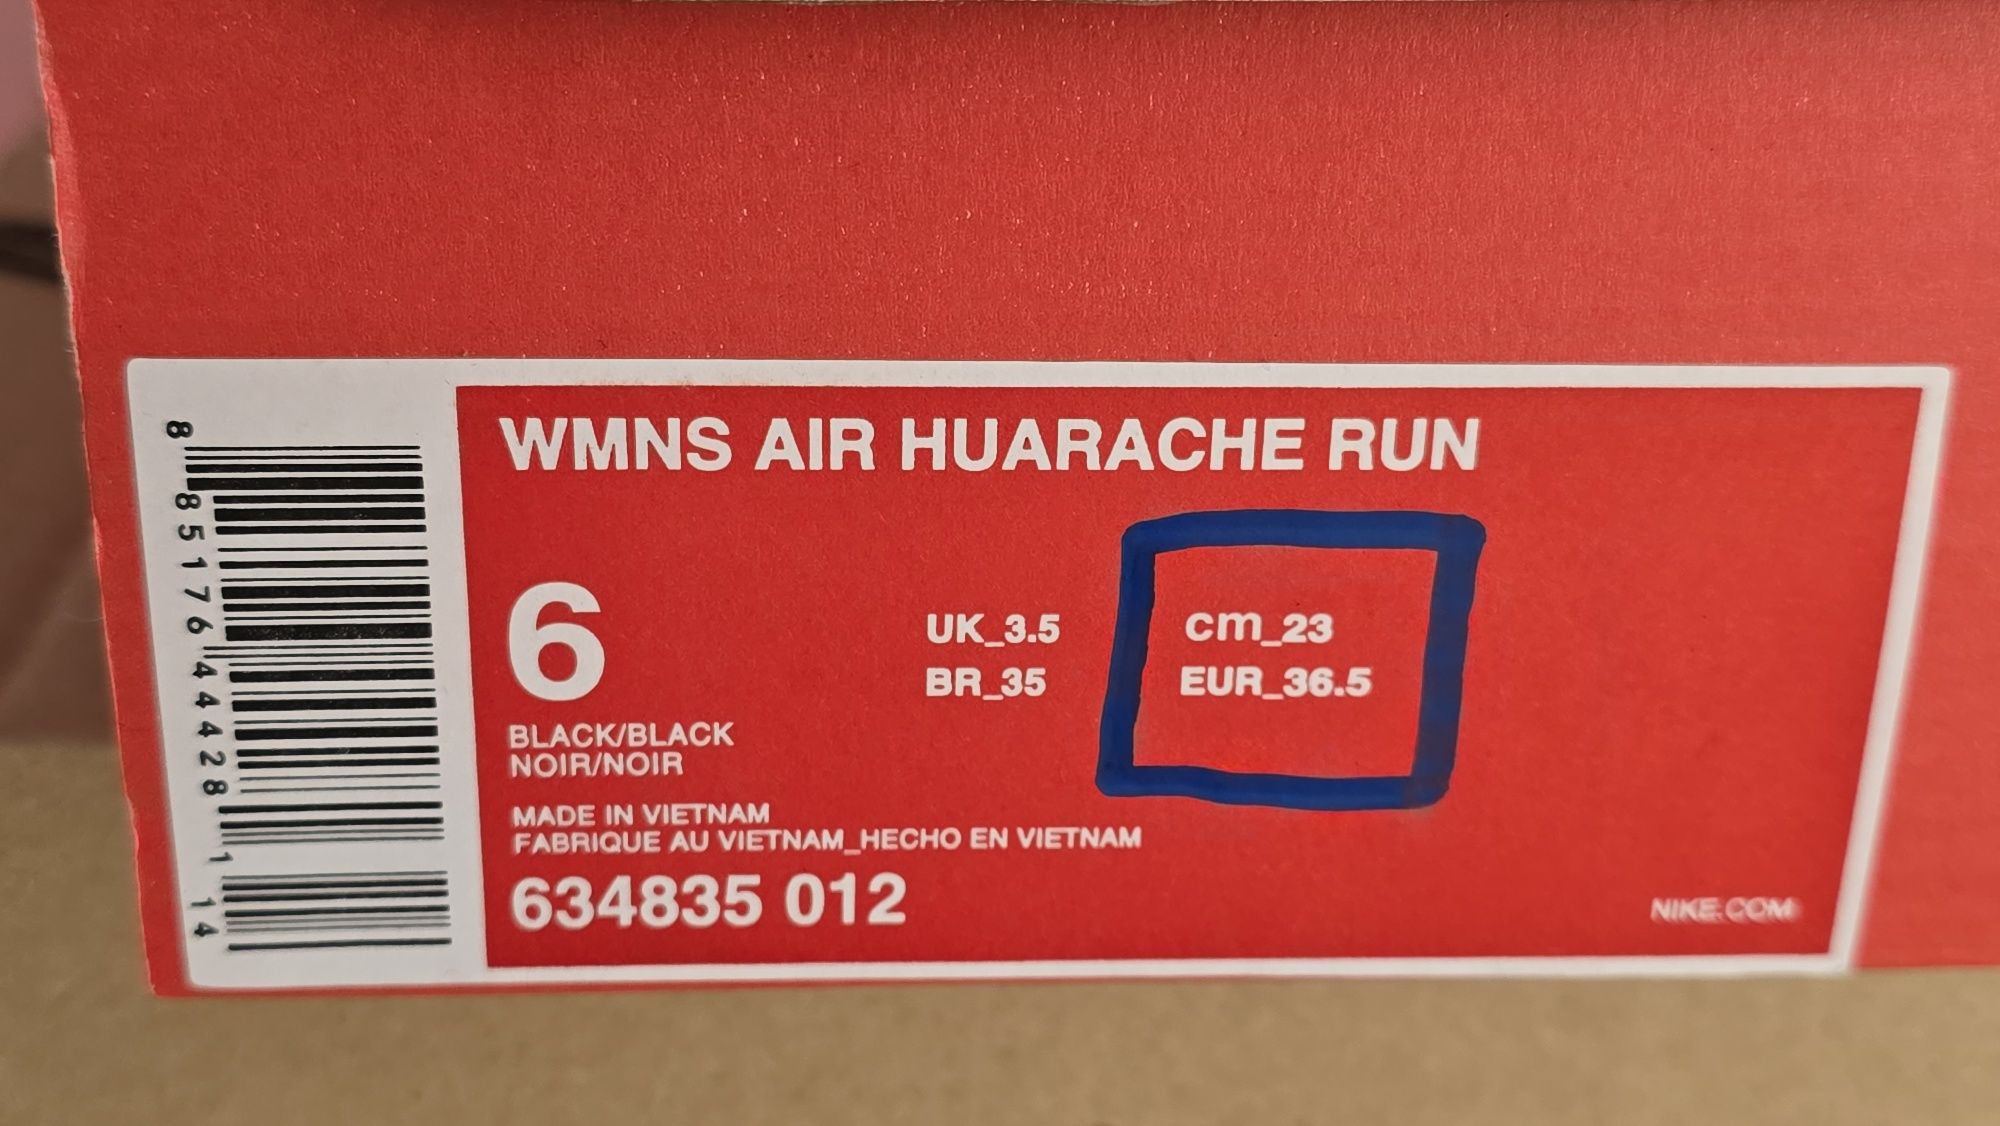 WMNS AIR HUARACHE RUN
6
UK_3.5 cm_23
BR_35 EUR_36.5
BLACK/BLACK
NOIR/NOIR
MADE IN VIETNAM
FABRIQUE AU VIETNAM_HECHO EN VIETNAM
634835 012
NIKE.COM
8 85176 44428 1 14